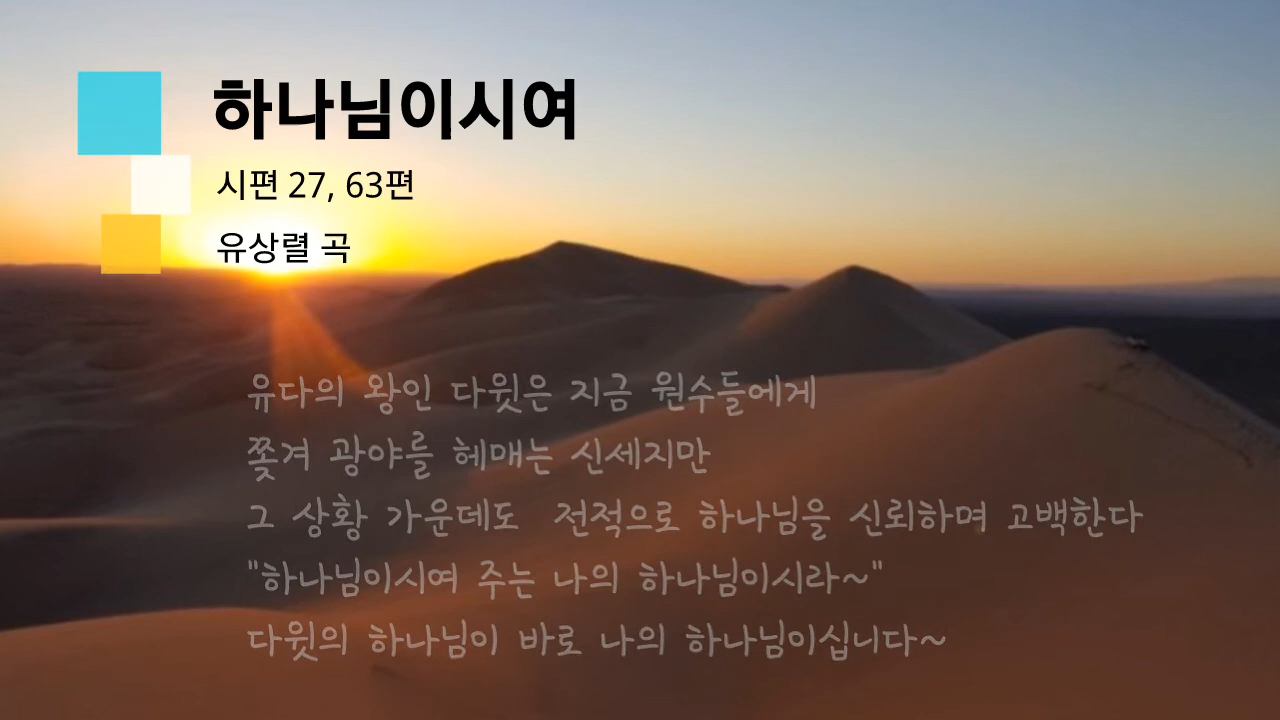 하나님이시여
시편 27, 63편
유상렬 곡
유다의 왕인 다윗은 지금 원수들에게
쫓겨 광야를 헤매는 신세지만
그 상황 가운데도 전적으로 하나님을 신뢰하며 고백한다
"하나님이시여 주는 나의 하나님이시라~"
다윗의 하나님이 바로 나의 하나님이십니다~